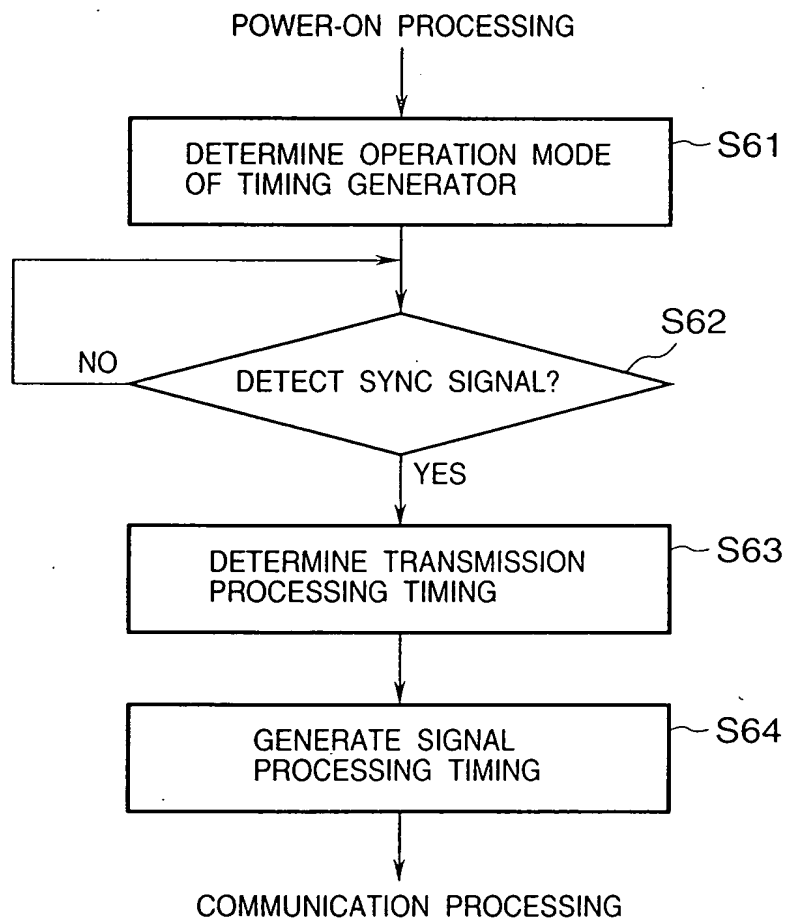 POWER-ON PROCESSING
DETERMINE OPERATION MODE
OF TIMING GENERATOR
S61
S62
NO
DETECT SYNC SIGNAL?
YES
DETERMINE TRANSMISSION
PROCESSING TIMING
S63
GENERATE SIGNAL
PROCESSING TIMING
S64
COMMUNICATION PROCESSING